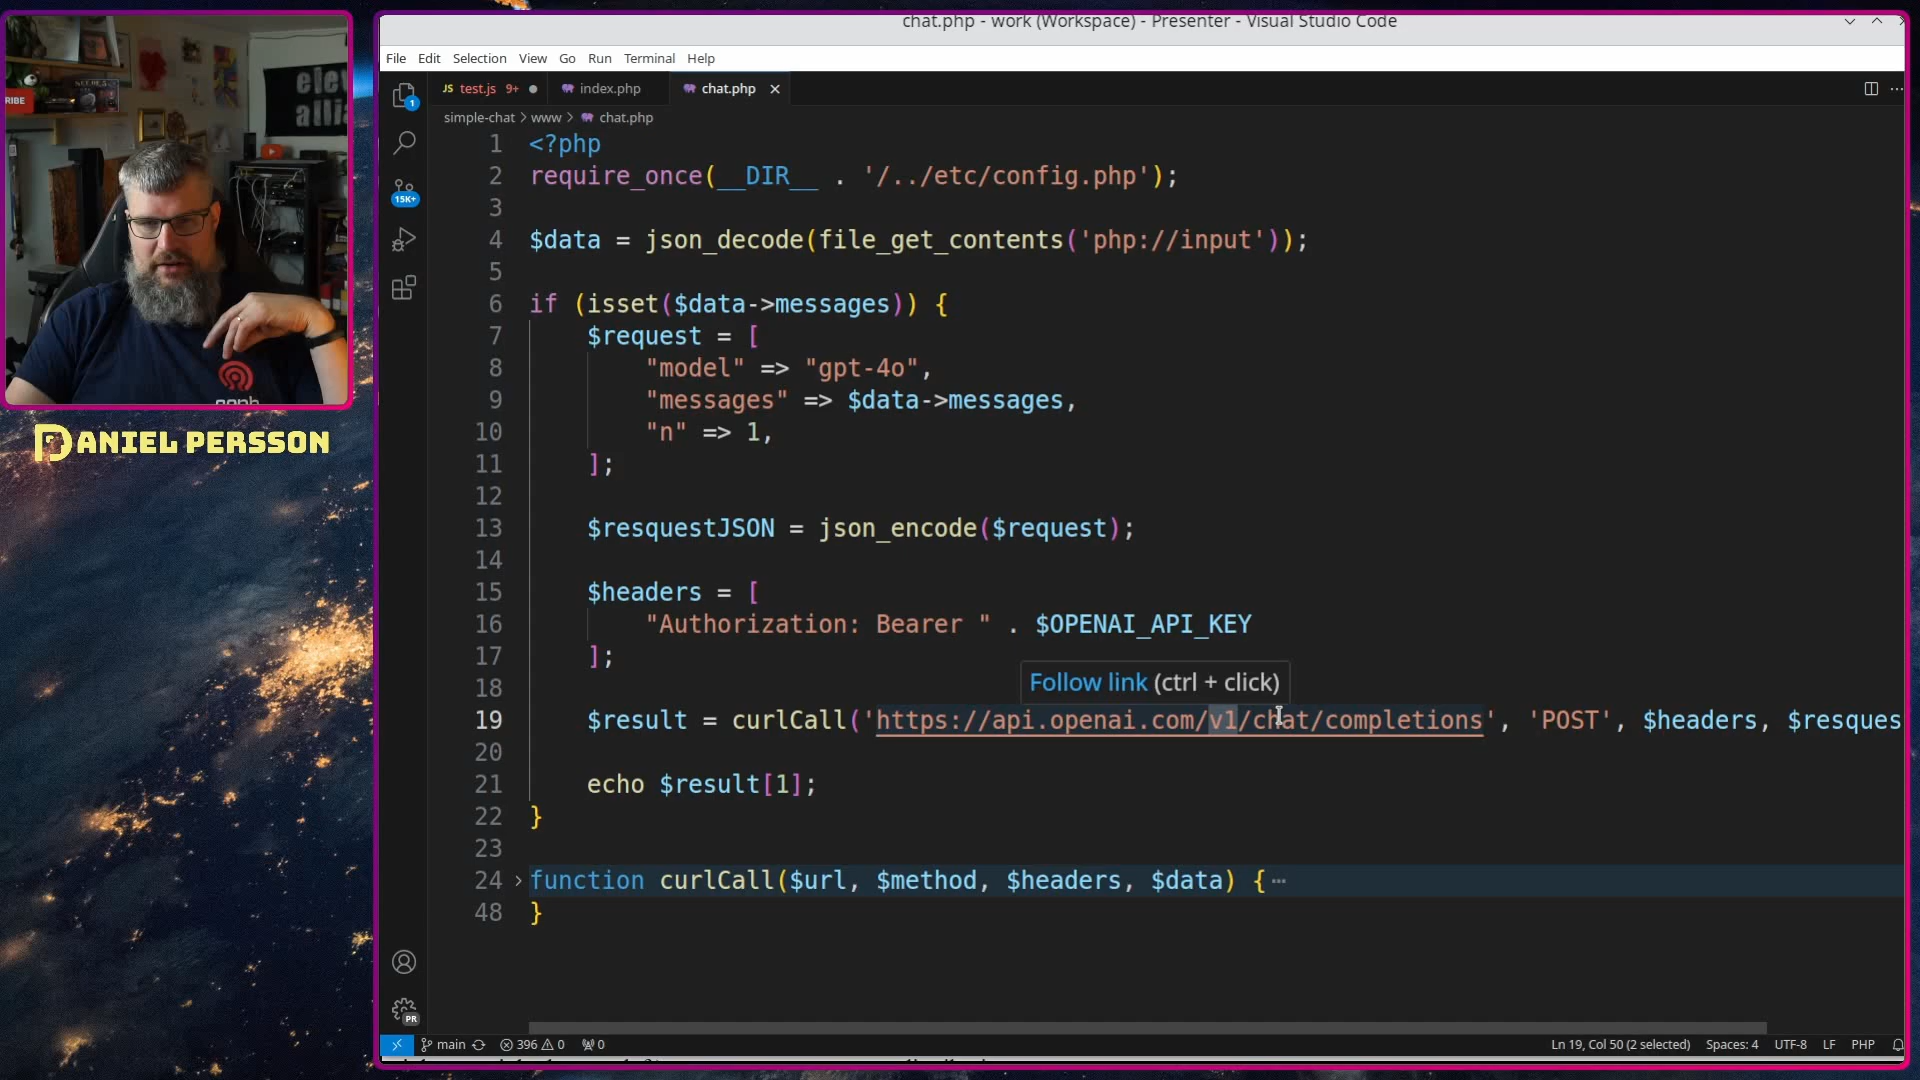 chat.php - work (Workspace) - Presenter - Visual Studio Code
File Edit Selection View Go Run Terminal Help
JS test.js 9+ index.php chat.php
simple-chat > www > chat.php
1 <?php
2 require_once(__DIR__ . '/../etc/config.php');
3
4 $data = json_decode(file_get_contents('php://input'));
5
6 if (isset($data->messages)) {
7 $request = [
8 "model" => "gpt-4o",
9 "messages" => $data->messages,
10 "n" => 1,
11 ];
12
13 $resquestJSON = json_encode($request);
14
15 $headers = [
16 "Authorization: Bearer " . $OPENAI_API_KEY
17 ];
18
Follow link (ctrl + click)
19 $result = curlCall('https://api.openai.com/v1/chat/completions', 'POST', $headers, $resques
20
21 echo $result[1];
22 }
23
24 function curlCall($url, $method, $headers, $data) { ⋯
48 }
1
15K+
PR
main 396 0 0
Ln 19, Col 50 (2 selected) Spaces: 4 UTF-8 LF PHP
DANIEL PERSSON
RIBE